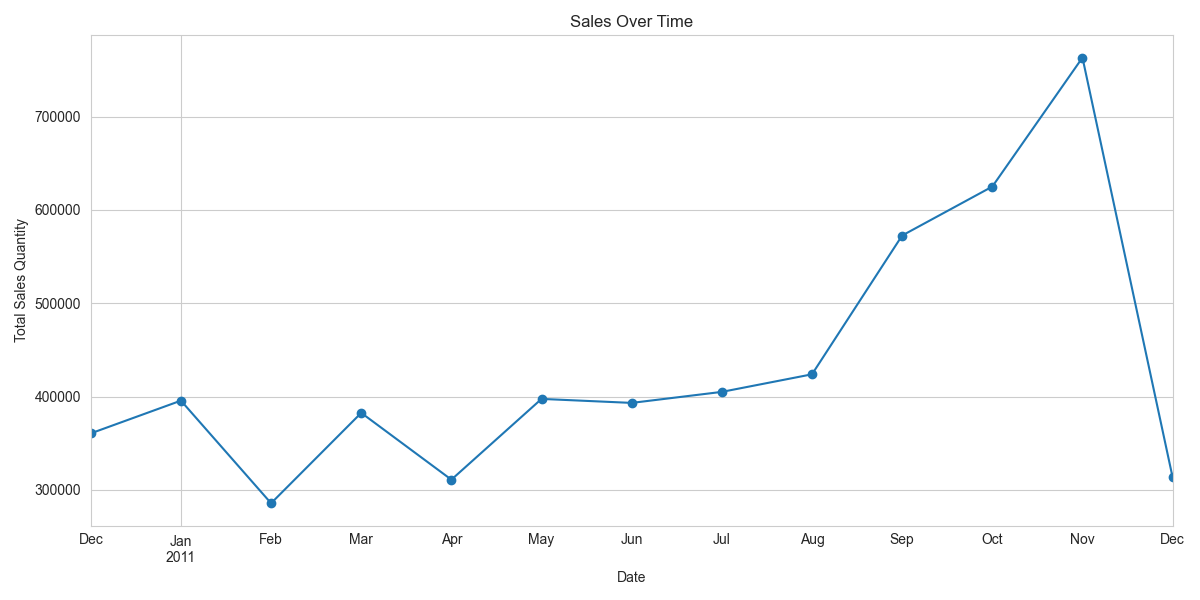 Sales Over Time
Total Sales Quantity
700000
600000
500000
400000
300000
Dec Jan Feb Mar Apr May Jun Jul Aug Sep Oct Nov Dec
2011
Date